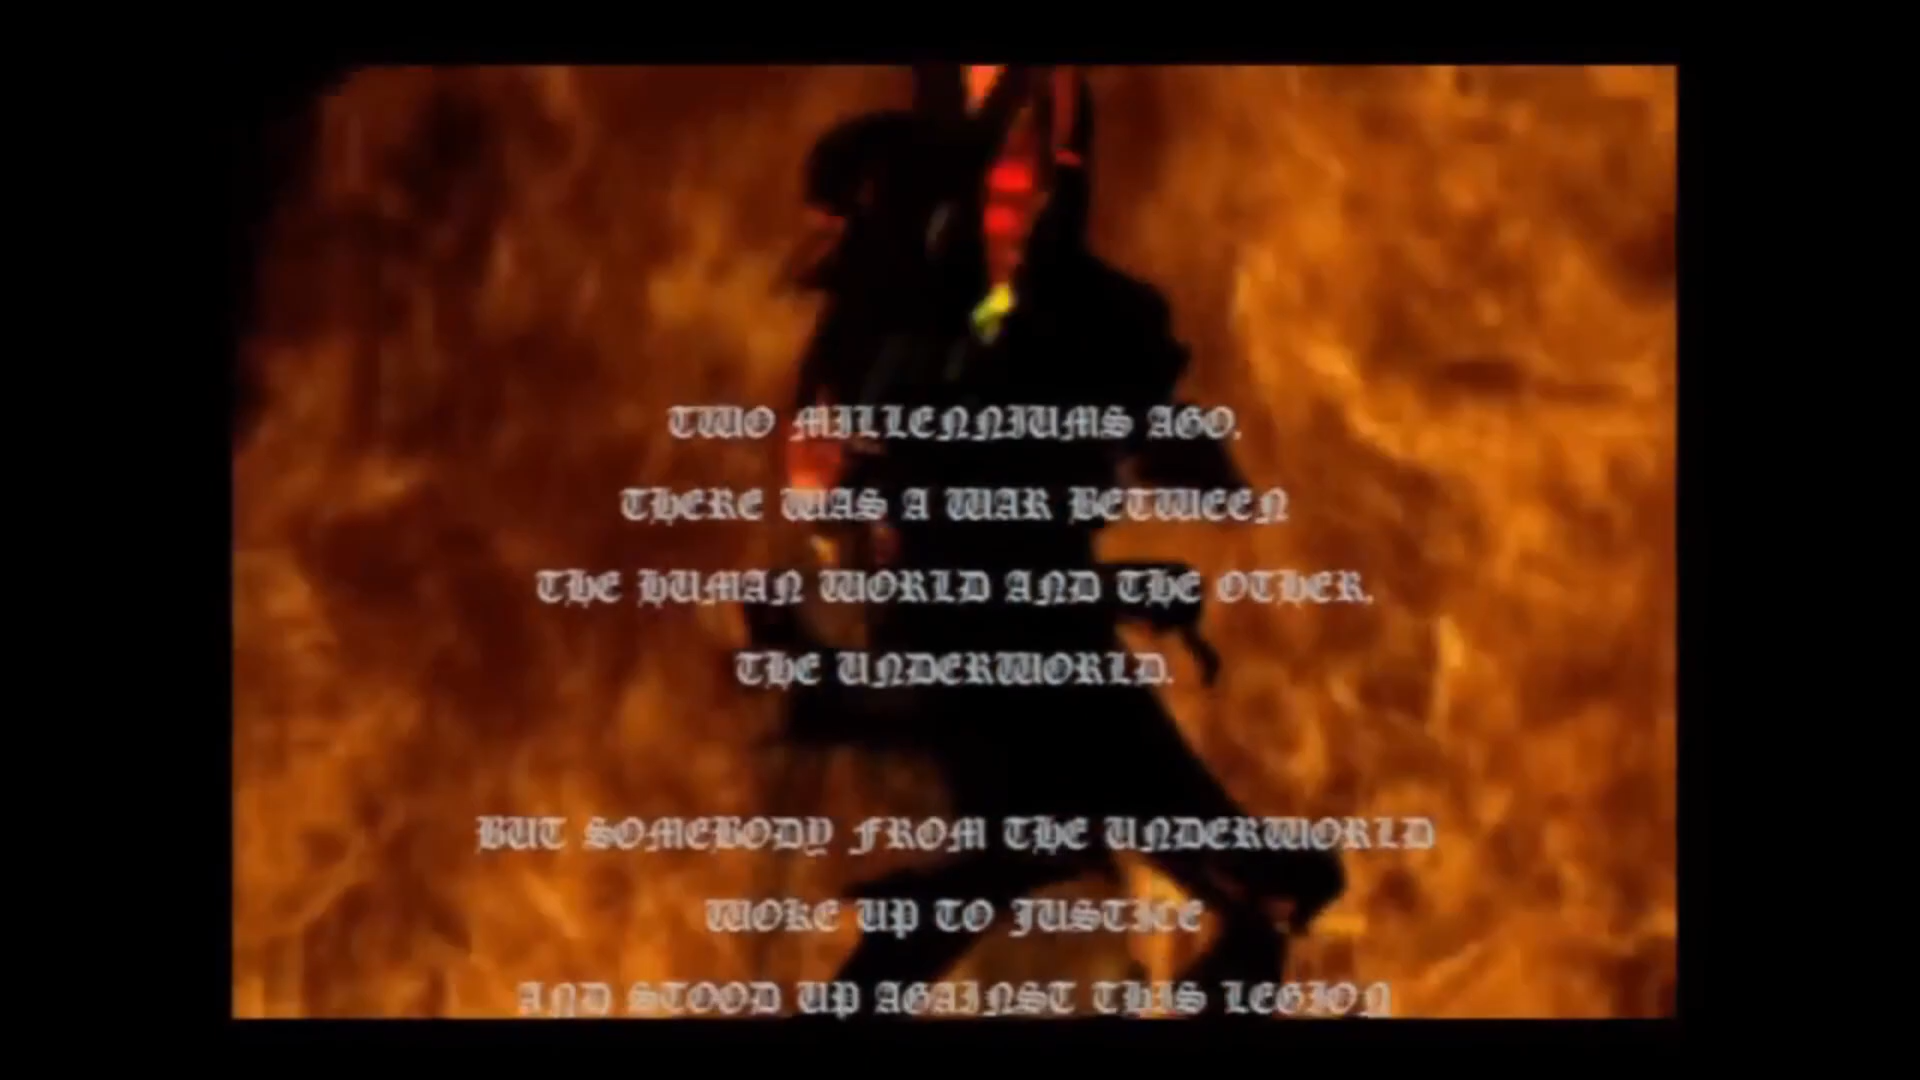 TWO MILLENNIUMS AGO,
THERE WAS A WAR BETWEEN
THE HUMAN WORLD AND THE OTHER,
THE UNDERWORLD.
BUT SOMEBODY FROM THE UNDERWORLD
WOKE UP TO JUSTICE
AND STOOD UP AGAINST THIS LEGION